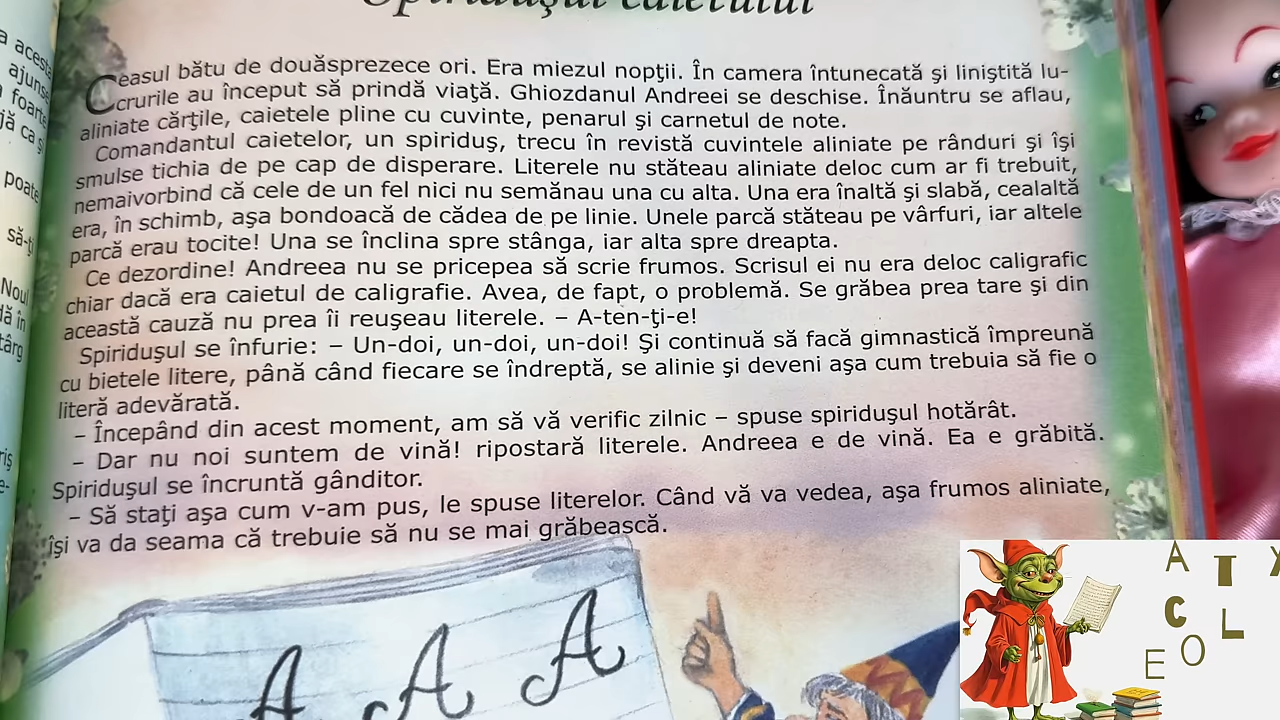 Spiriduşul caietului
Ceasul bătu de douăsprezece ori. Era miezul nopţii. În camera întunecată şi liniştită lu-
crurile au început să prindă viaţă. Ghiozdanul Andreei se deschise. Înăuntru se aflau,
aliniate cărţile, caietele pline cu cuvinte, penarul şi carnetul de note.
Comandantul caietelor, un spiriduş, trecu în revistă cuvintele aliniate pe rânduri şi îşi
smulse tichia de pe cap de disperare. Literele nu stăteau aliniate deloc cum ar fi trebuit,
nemaivorbind că cele de un fel nici nu semănau una cu alta. Una era înaltă şi slabă, cealaltă
era, în schimb, aşa bondoacă de cădea de pe linie. Unele parcă stăteau pe vârfuri, iar altele
parcă erau tocite! Una se înclina spre stânga, iar alta spre dreapta.
Ce dezordine! Andreea nu se pricepea să scrie frumos. Scrisul ei nu era deloc caligrafic
chiar dacă era caietul de caligrafie. Avea, de fapt, o problemă. Se grăbea prea tare şi din
această cauză nu prea îi reuşeau literele. – A-ten-ţi-e!
Spiriduşul se înfurie: – Un-doi, un-doi, un-doi! Şi continuă să facă gimnastică împreună
cu bietele litere, până când fiecare se îndreptă, se alinie şi deveni aşa cum trebuia să fie o
literă adevărată.
– Începând din acest moment, am să vă verific zilnic – spuse spiriduşul hotărât.
– Dar nu noi suntem de vină! ripostară literele. Andreea e de vină. Ea e grăbită.
Spiriduşul se încruntă gânditor.
– Să staţi aşa cum v-am pus, le spuse literelor. Când vă va vedea, aşa frumos aliniate,
îşi va da seama că trebuie să nu se mai grăbească.
A A A
A T X
C L
E O
poate
Noul